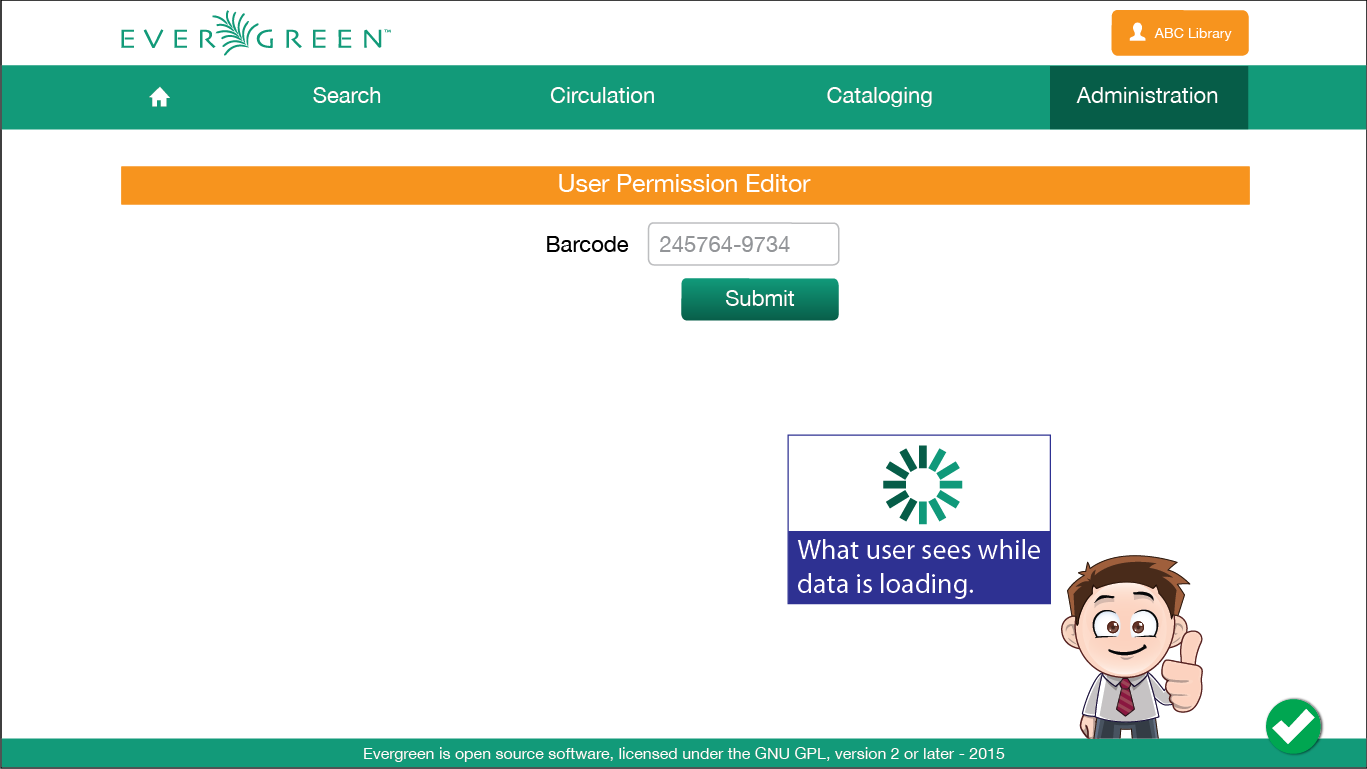 EVERGREEN™
ABC Library
Search
Circulation
Cataloging
Administration
User Permission Editor
Barcode
245764-9734
Submit
What user sees while
data is loading.
Evergreen is open source software, licensed under the GNU GPL, version 2 or later - 2015